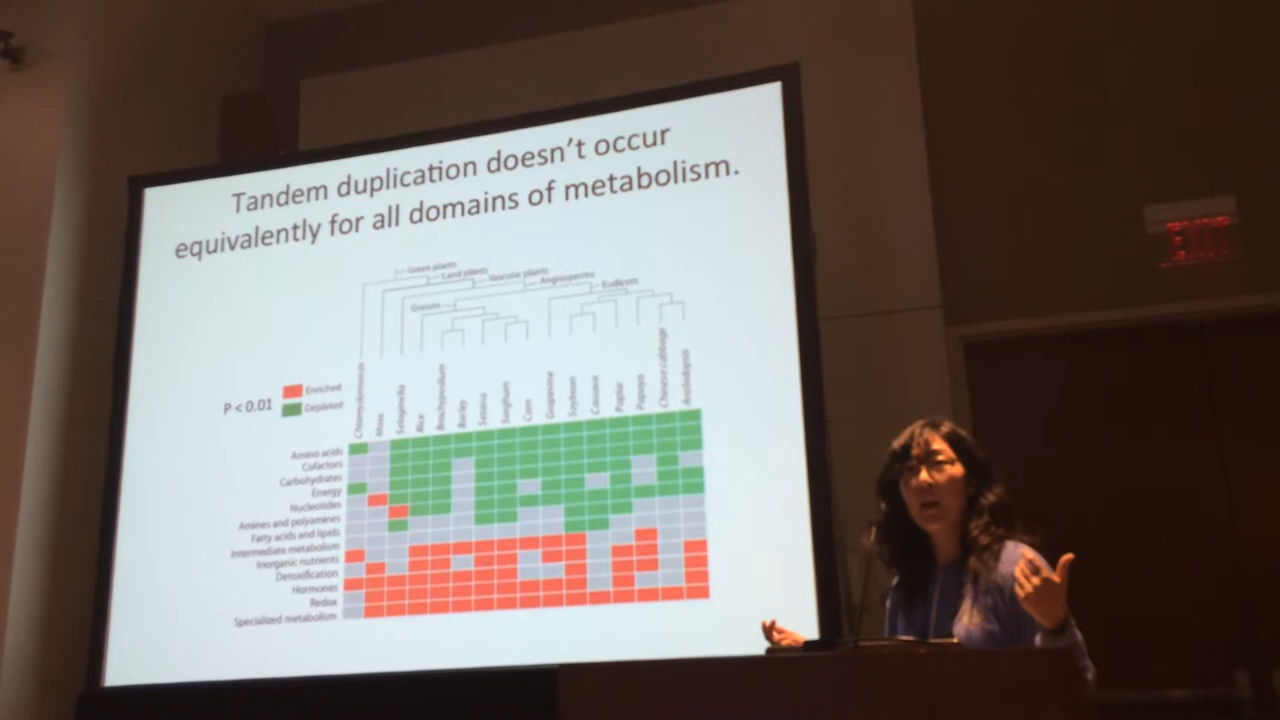 Tandem duplication doesn't occur
equivalently for all domains of metabolism.
Green plants
Land plants
Vascular plants
Angiosperms
Eudicots
Grasses
P < 0.01
Enriched
Depleted
Chlamydomonas
Moss
Selaginella
Rice
Brachypodium
Barley
Setaria
Sorghum
Corn
Grapevine
Soybean
Cassava
Poplar
Papaya
Chinese cabbage
Arabidopsis
Amino acids
Cofactors
Carbohydrates
Energy
Nucleotides
Amines and polyamines
Fatty acids and lipids
Intermediate metabolism
Inorganic nutrients
Detoxification
Hormones
Redox
Specialized metabolism
EXIT